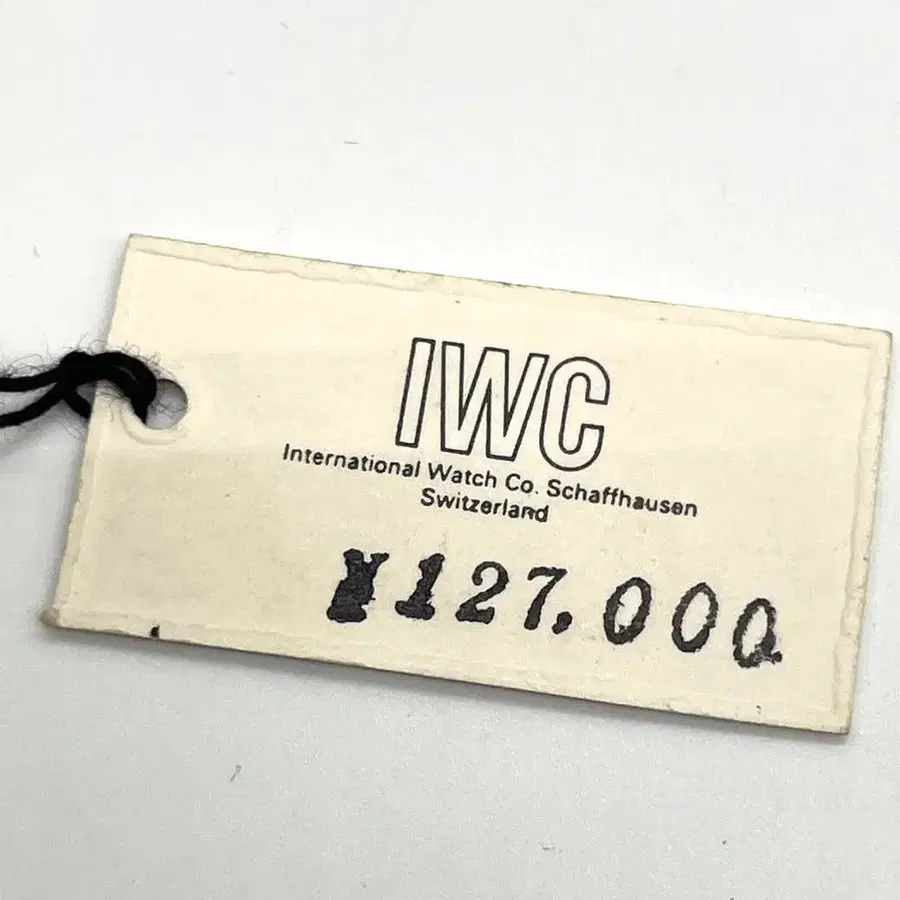 IWC
International Watch Co. Schaffhausen
Switzerland
¥127,000